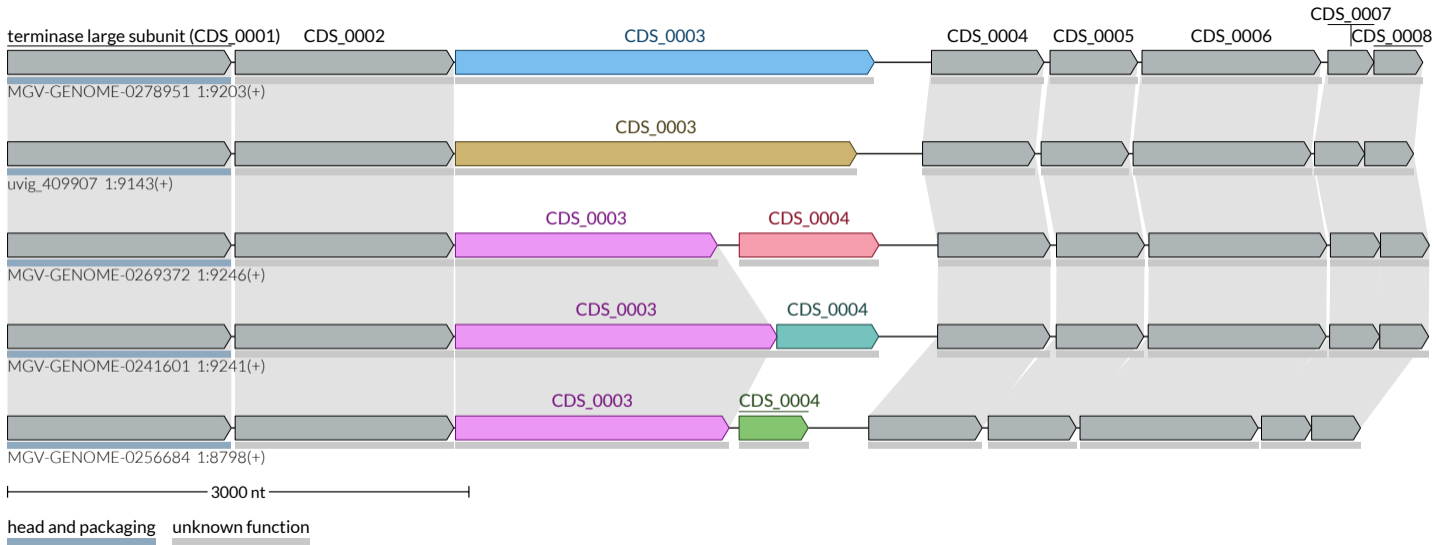 CDS_0007
terminase large subunit (CDS_0001) CDS_0002 CDS_0003 CDS_0004 CDS_0005 CDS_0006 CDS_0008
MGV-GENOME-0278951 1:9203(+)
CDS_0003
uvig_409907 1:9143(+)
CDS_0003 CDS_0004
MGV-GENOME-0269372 1:9246(+)
CDS_0003 CDS_0004
MGV-GENOME-0241601 1:9241(+)
CDS_0003 CDS_0004
MGV-GENOME-0256684 1:8798(+)
3000 nt
head and packaging unknown function